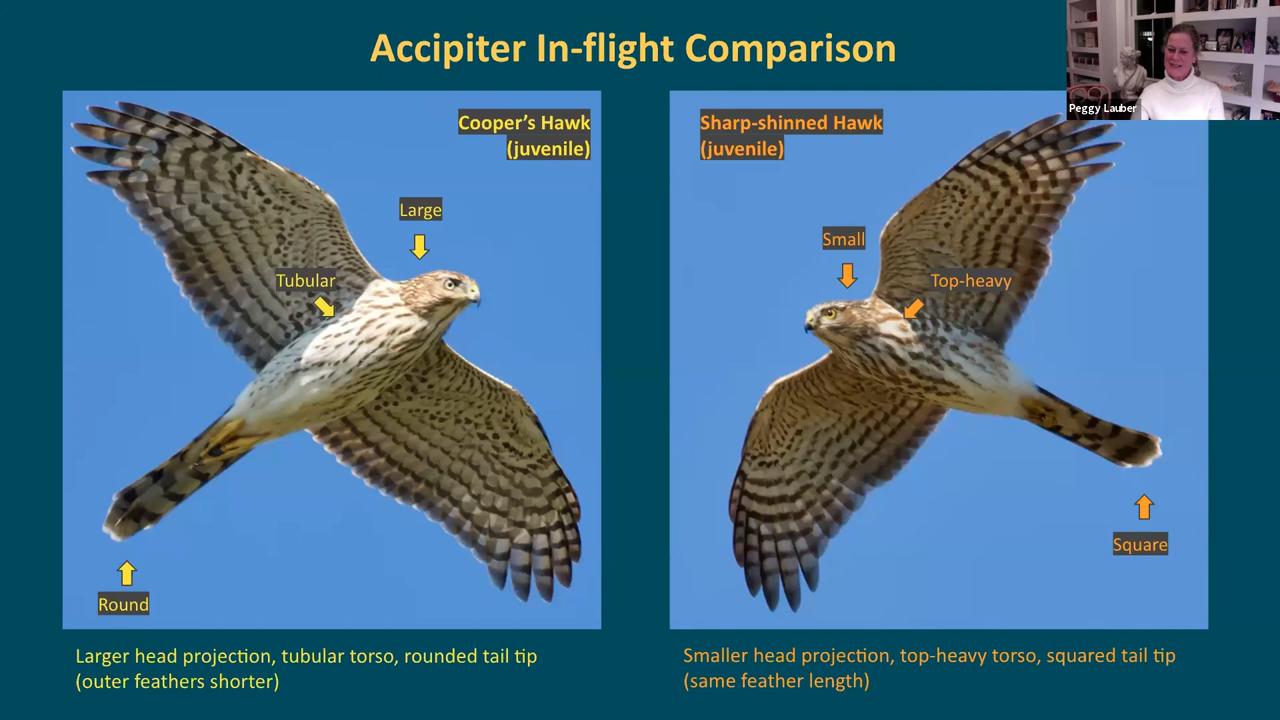 Accipiter In-flight Comparison
Peggy Lauber
Cooper's Hawk
(juvenile)
Large
Tubular
Round
Larger head projection, tubular torso, rounded tail tip
(outer feathers shorter)
Sharp-shinned Hawk
(juvenile)
Small
Top-heavy
Square
Smaller head projection, top-heavy torso, squared tail tip
(same feather length)